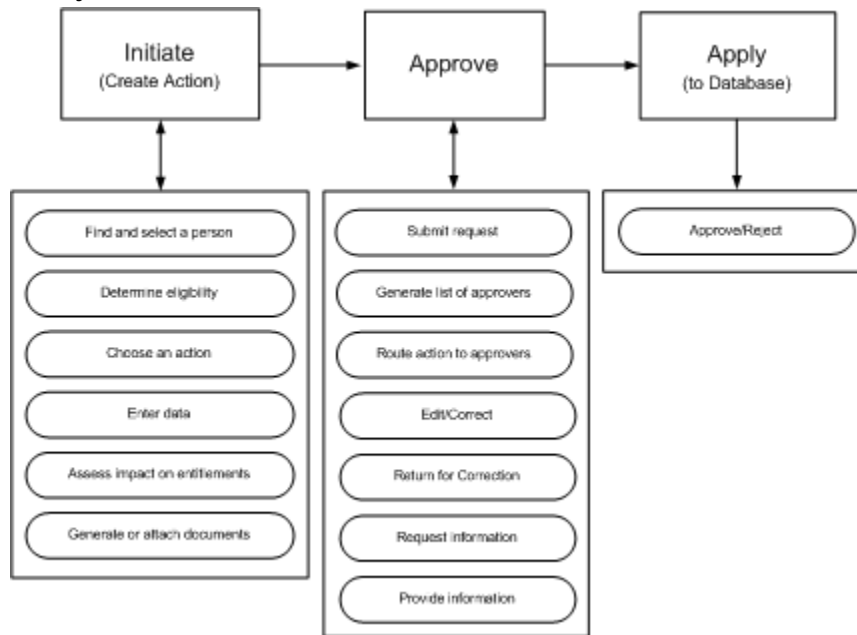 Initiate
(Create Action)
Approve
Apply
(to Database)
Find and select a person
Determine eligibility
Choose an action
Enter data
Assess impact on entitlements
Generate or attach documents
Submit request
Generate list of approvers
Route action to approvers
Edit/Correct
Return for Correction
Request information
Provide information
Approve/Reject